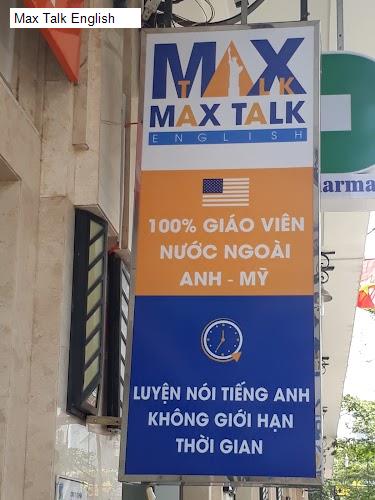 Max Talk English
MAX
TALK
MAX TALK
ENGLISH
100% GIÁO VIÊN
NƯỚC NGOÀI
ANH - MỸ
LUYỆN NÓI TIẾNG ANH
KHÔNG GIỚI HẠN
THỜI GIAN